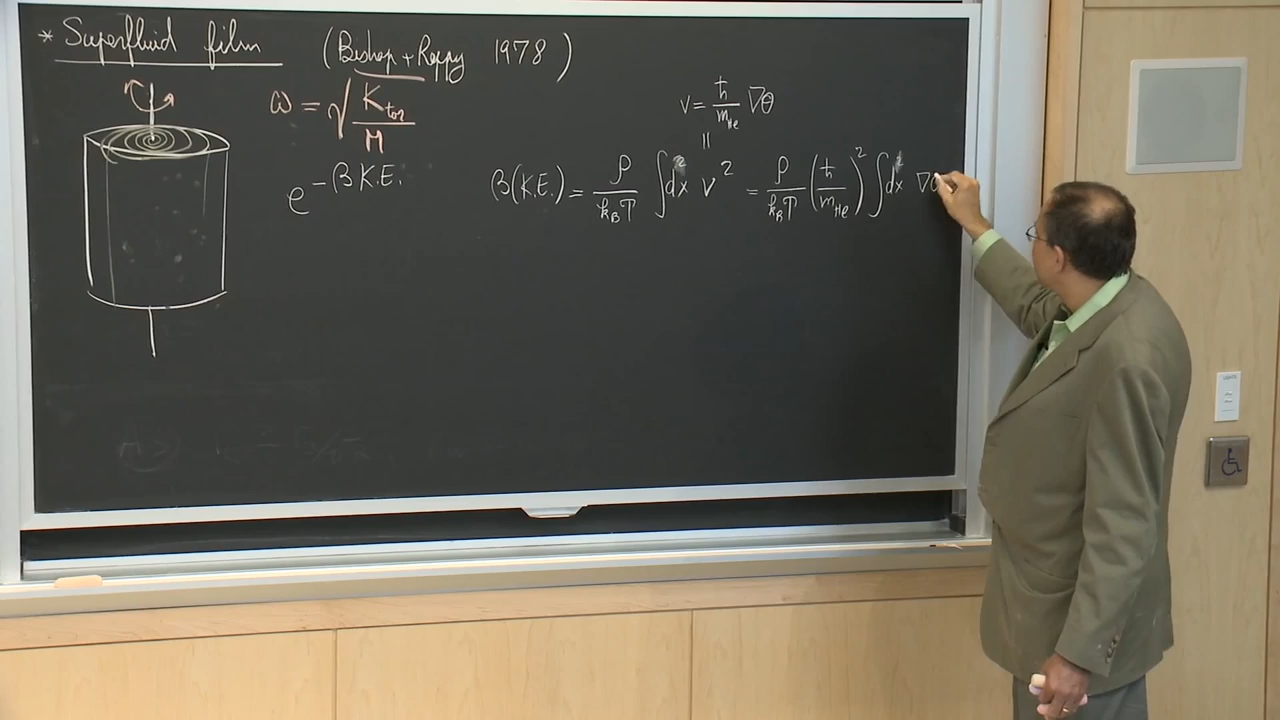 * Superfluid film (Bishop + Reppy 1978)
ω = √(K_tor / M)
v = ħ/m_He ∇θ
e^{-β K.E.}
β(K.E.) = ρ/(k_B T) ∫d²x v² = ρ/(k_B T) (ħ/m_He)² ∫d²x ∇θ